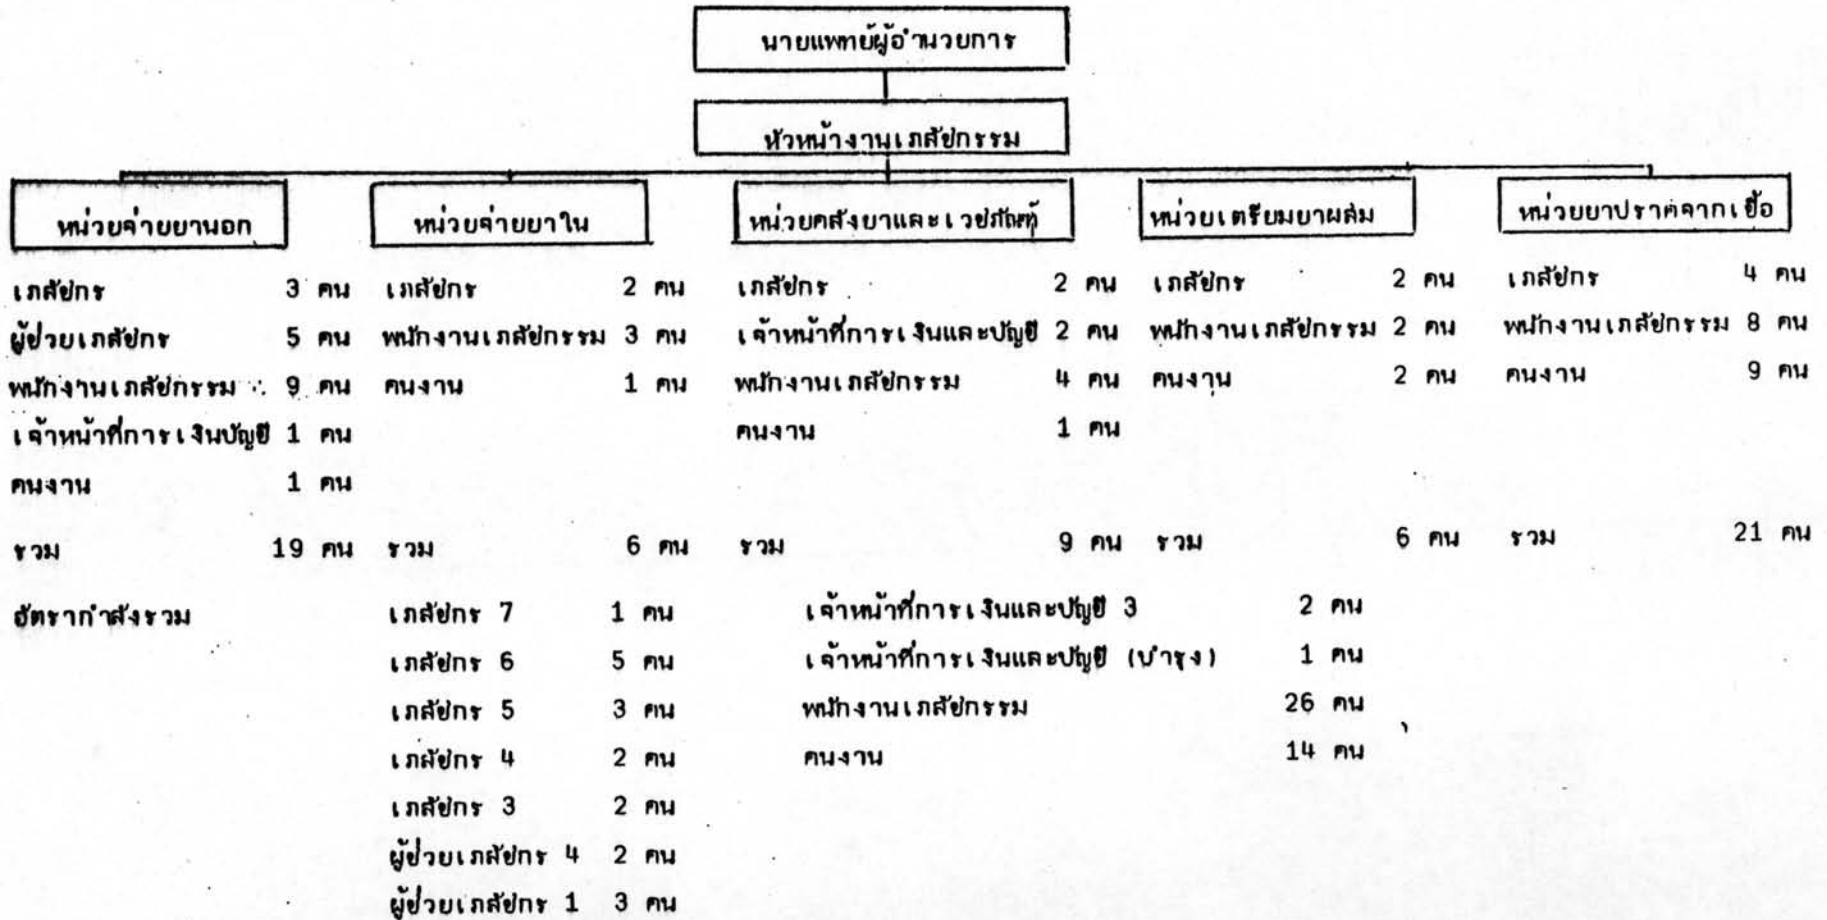 นายแพทย์ผู้อำนวยการ
หัวหน้างานเภสัชกรรม
หน่วยจ่ายยานอก หน่วยจ่ายยาใน หน่วยคลังยาและเวชภัณฑ์ หน่วยเตรียมยาผสม หน่วยยาปราศจากเชื้อ
เภสัชกร 3 คน เภสัชกร 2 คน เภสัชกร 2 คน เภสัชกร 2 คน เภสัชกร 4 คน
ผู้ช่วยเภสัชกร 5 คน พนักงานเภสัชกรรม 3 คน เจ้าหน้าที่การเงินและบัญชี 2 คน พนักงานเภสัชกรรม 2 คน พนักงานเภสัชกรรม 8 คน
พนักงานเภสัชกรรม 9 คน คนงาน 1 คน พนักงานเภสัชกรรม 4 คน คนงาน 2 คน คนงาน 9 คน
เจ้าหน้าที่การเงินบัญชี 1 คน คนงาน 1 คน
คนงาน 1 คน
รวม 19 คน รวม 6 คน รวม 9 คน รวม 6 คน รวม 21 คน
อัตรากำลังรวม เภสัชกร 7 1 คน เจ้าหน้าที่การเงินและบัญชี 3 2 คน
เภสัชกร 6 5 คน เจ้าหน้าที่การเงินและบัญชี (บำรุง) 1 คน
เภสัชกร 5 3 คน พนักงานเภสัชกรรม 26 คน
เภสัชกร 4 2 คน คนงาน 14 คน
เภสัชกร 3 2 คน
ผู้ช่วยเภสัชกร 4 2 คน
ผู้ช่วยเภสัชกร 1 3 คน